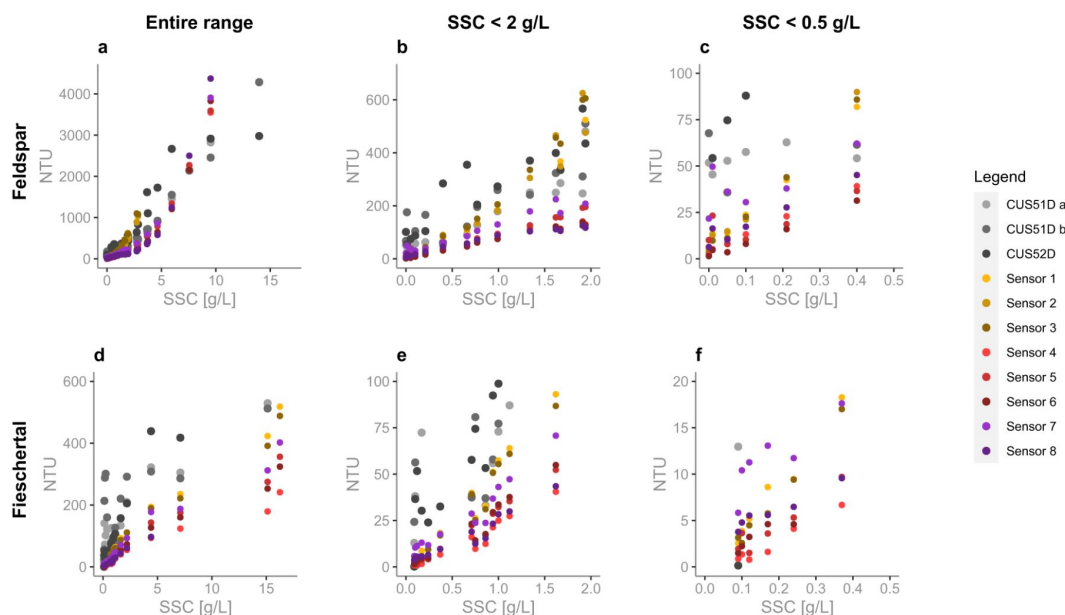 Entire range
SSC < 2 g/L
SSC < 0.5 g/L
Feldspar
a
4000
3000
2000
1000
0
NTU
0 5 10 15
SSC [g/L]
b
600
400
200
0
NTU
0.0 0.5 1.0 1.5 2.0
SSC [g/L]
c
100
75
50
25
0
NTU
0.0 0.1 0.2 0.3 0.4 0.5
SSC [g/L]
Fieschertal
d
600
400
200
0
NTU
0 5 10 15
SSC [g/L]
e
100
75
50
25
0
NTU
0.0 0.5 1.0 1.5 2.0
SSC [g/L]
f
20
15
10
5
0
NTU
0.0 0.1 0.2 0.3 0.4 0.5
SSC [g/L]
Legend
CUS51D a
CUS51D b
CUS52D
Sensor 1
Sensor 2
Sensor 3
Sensor 4
Sensor 5
Sensor 6
Sensor 7
Sensor 8